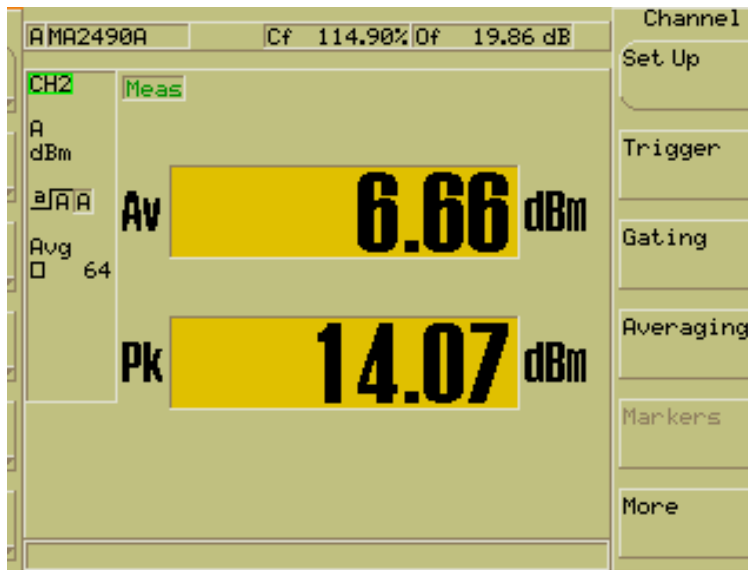 A MA2490A Cf 114.90% Of 19.86 dB
Channel
Set Up
CH2
Meas
A
dBm
Trigger
A A
Av 6.66 dBm
Avg
64
Gating
Averaging
Pk 14.07 dBm
Markers
More